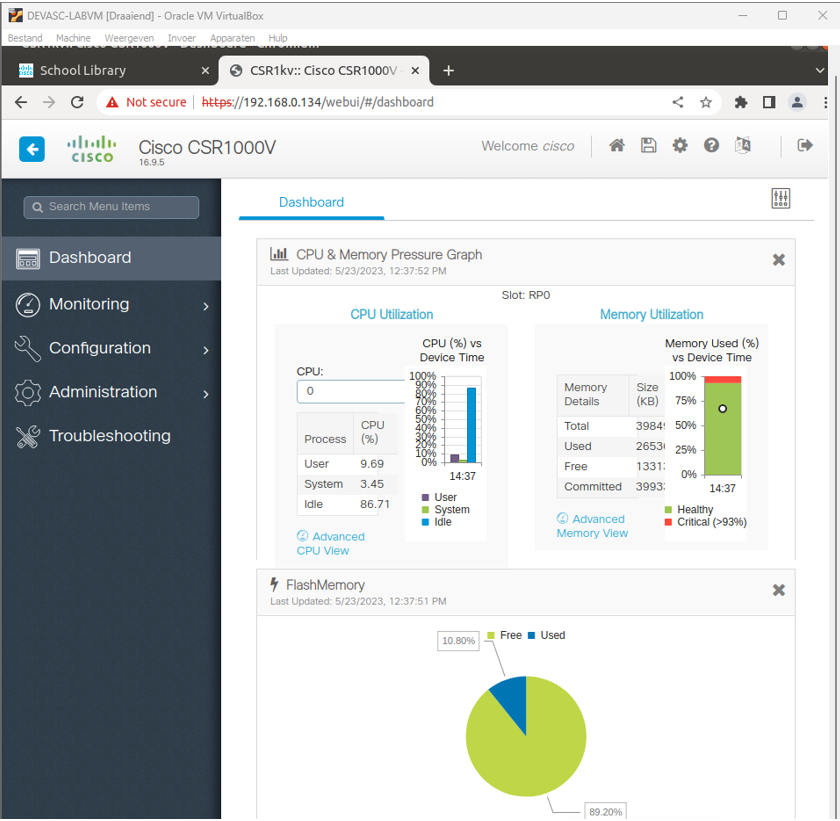 DEVASC-LABVM [Draaiend] - Oracle VM VirtualBox
Bestand Machine Weergeven Invoer Apparaten Hulp
School Library
CSR1kv:: Cisco CSR1000V
Not secure https://192.168.0.134/webui/#/dashboard
cisco
Cisco CSR1000V
16.9.5
Welcome cisco
Search Menu Items
Dashboard
Monitoring
Configuration
Administration
Troubleshooting
Dashboard
CPU & Memory Pressure Graph
Last Updated: 5/23/2023, 12:37:52 PM
Slot: RP0
CPU Utilization
CPU:
0
Process CPU (%)
User 9.69
System 3.45
Idle 86.71
Advanced
CPU View
CPU (%) vs
Device Time
100%
90%
80%
70%
60%
50%
40%
30%
20%
10%
0%
14:37
User
System
Idle
Memory Utilization
Memory Details Size (KB)
Total 3984
Used 2653
Free 1331
Committed 3993
Advanced
Memory View
Memory Used (%)
vs Device Time
100%
75%
50%
25%
0%
14:37
Healthy
Critical (>93%)
FlashMemory
Last Updated: 5/23/2023, 12:37:51 PM
Free Used
10.80%
89.20%